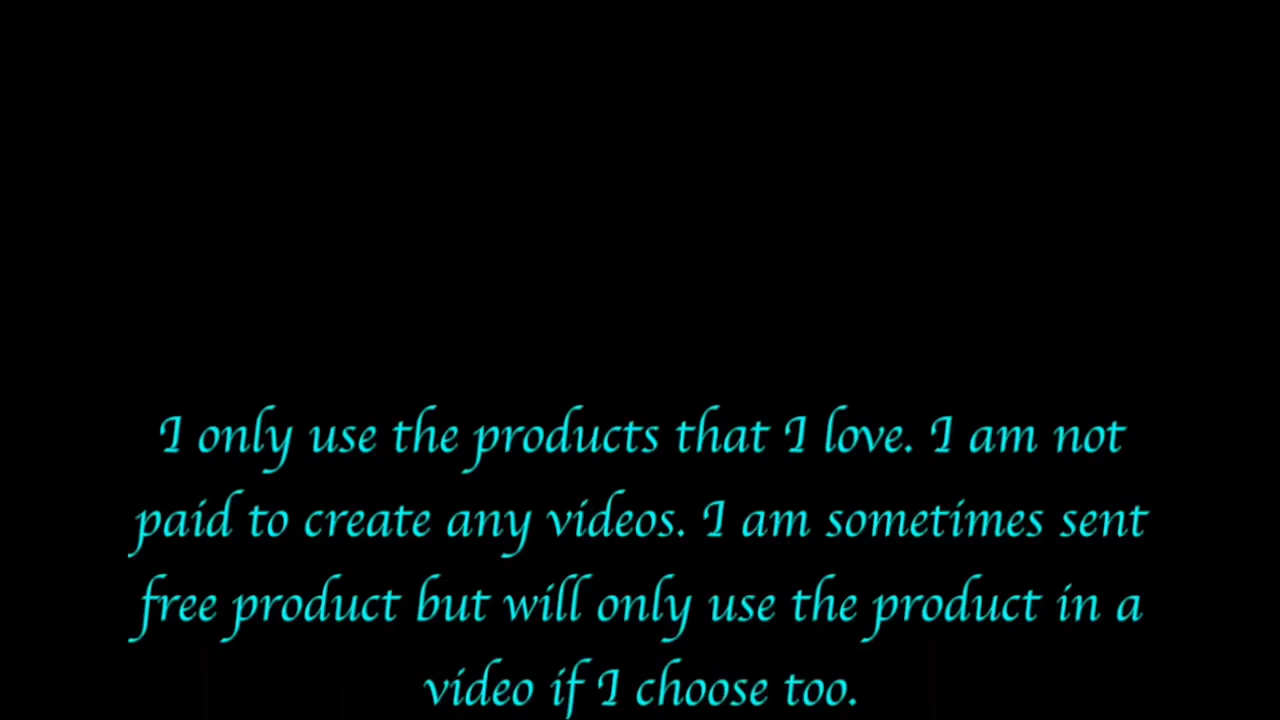 I only use the products that I love. I am not
paid to create any videos. I am sometimes sent
free product but will only use the product in a
video if I choose too.